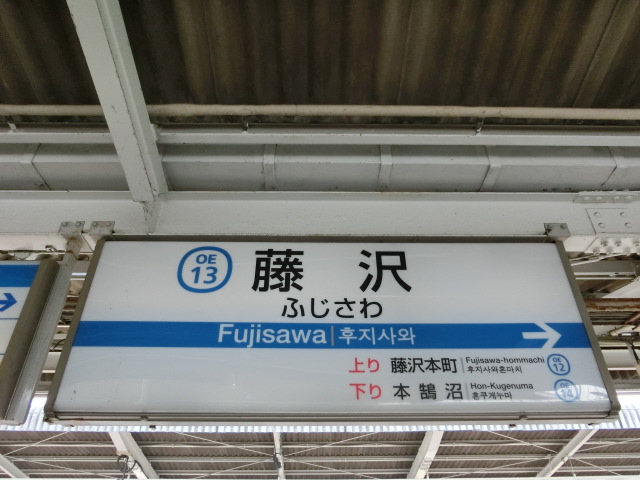 OE
13
藤沢
ふじさわ
Fujisawa | 후지사와
上り 藤沢本町 Fujisawa-hommachi 후지사와혼마치 OE 12
下り 本鵠沼 Hon-Kugenuma 혼쿠게누마 OE 14